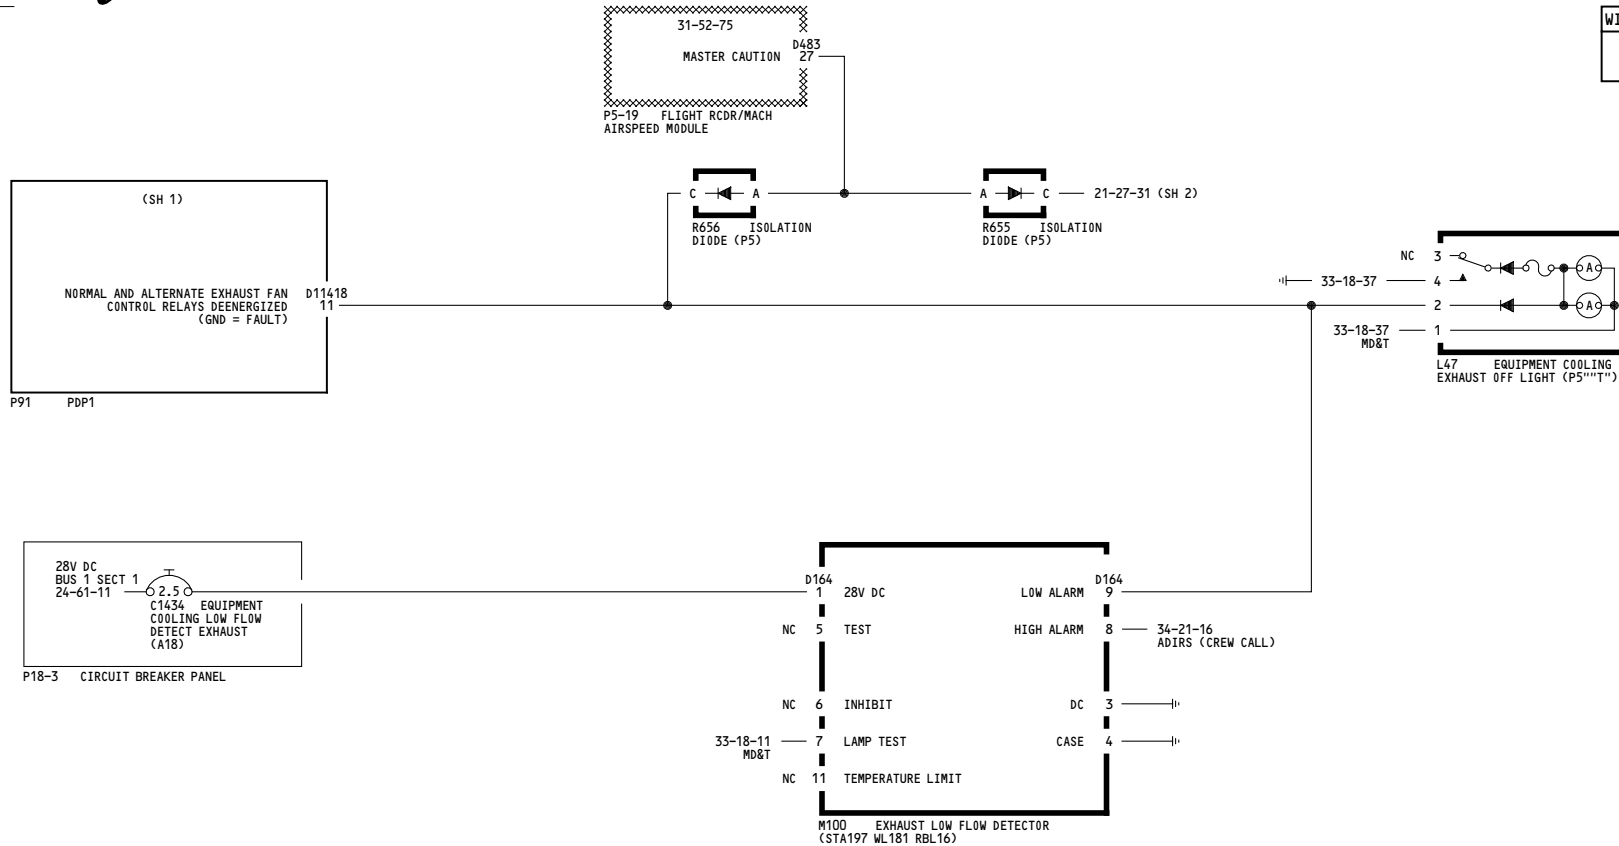 31-52-75
MASTER CAUTION
D483
27
P5-19 FLIGHT RCDR/MACH
AIRSPEED MODULE
(SH 1)
C
A
R656 ISOLATION
DIODE (P5)
A
C
21-27-31 (SH 2)
R655 ISOLATION
DIODE (P5)
NORMAL AND ALTERNATE EXHAUST FAN
CONTROL RELAYS DEENERGIZED
(GND = FAULT)
D11418
11
P91 PDP1
NC 3
33-18-37 4
2
33-18-37 1
MD&T
A
A
L47 EQUIPMENT COOLING
EXHAUST OFF LIGHT (P5""T")
28V DC
BUS 1 SECT 1
24-61-11
2.5
C1434 EQUIPMENT
COOLING LOW FLOW
DETECT EXHAUST
(A18)
P18-3 CIRCUIT BREAKER PANEL
D164
1 28V DC
NC 5 TEST
NC 6 INHIBIT
33-18-11 7 LAMP TEST
MD&T
NC 11 TEMPERATURE LIMIT
D164
LOW ALARM 9
HIGH ALARM 8 34-21-16
ADIRS (CREW CALL)
DC 3
CASE 4
M100 EXHAUST LOW FLOW DETECTOR
(STA197 WL181 RBL16)